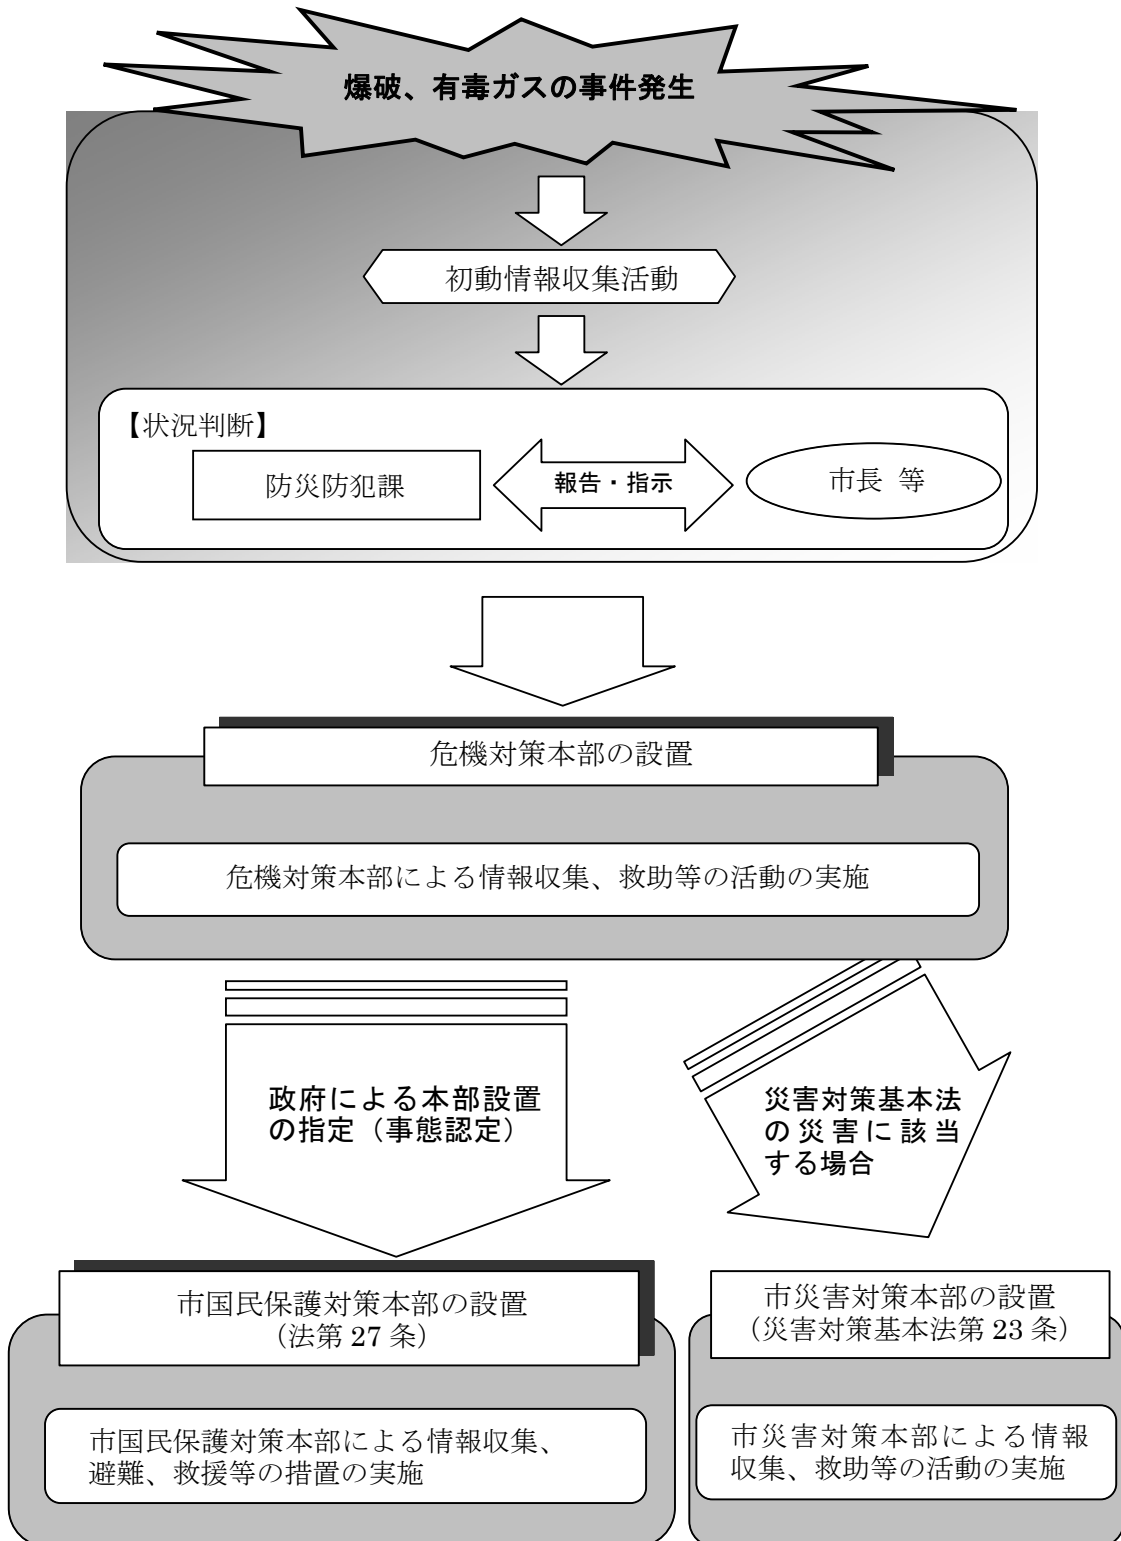 爆破、有毒ガスの事件発生
初動情報収集活動
【状況判断】
防災防犯課
報告・指示
市長 等
危機対策本部の設置
危機対策本部による情報収集、救助等の活動の実施
政府による本部設置
の指定（事態認定）
災害対策基本法
の災害に該当
する場合
市国民保護対策本部の設置
（法第 27 条）
市国民保護対策本部による情報収集、
避難、救援等の措置の実施
市災害対策本部の設置
（災害対策基本法第 23 条）
市災害対策本部による情報
収集、救助等の活動の実施